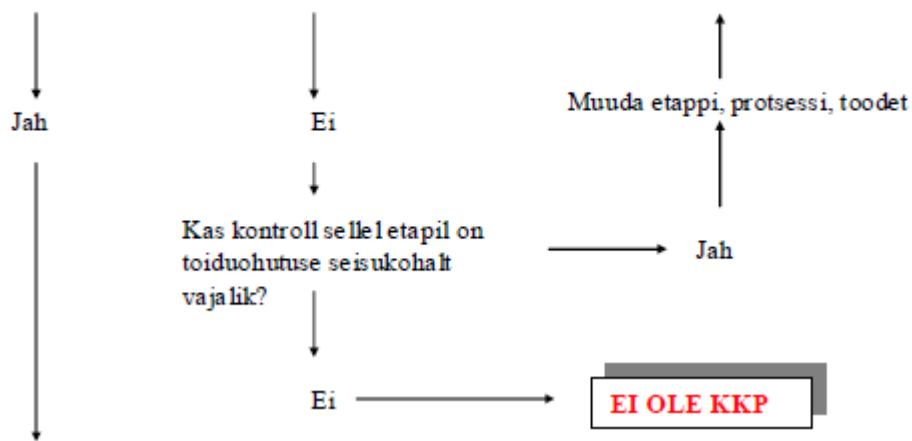 Muuda etappi, protsessi, toodet
Jah
Ei
Kas kontroll sellel etapil on
toiduohutuse seisukohalt
vajalik?
Jah
Ei
EI OLE KKP